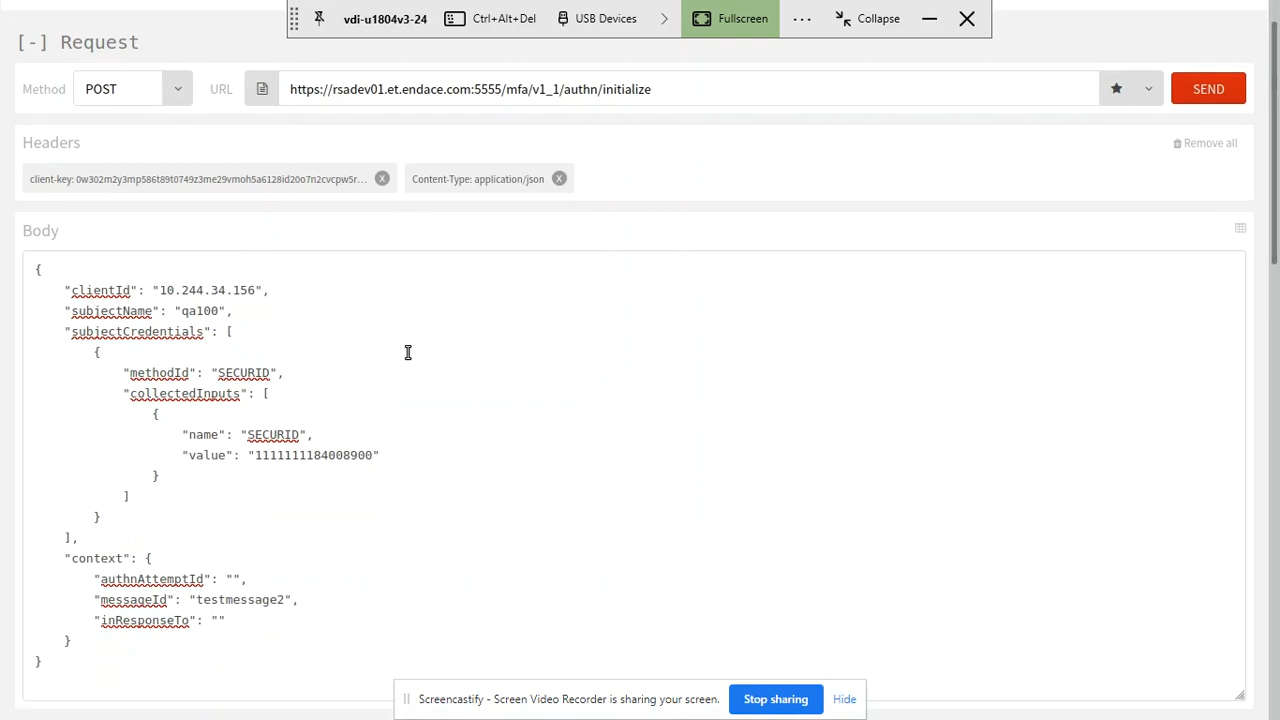 vdi-u1804v3-24 Ctrl+Alt+Del USB Devices Fullscreen ... Collapse
[-] Request
Method POST URL https://rsadev01.et.endace.com:5555/mfa/v1_1/authn/initialize SEND
Headers Remove all
client-key: 0w302m2y3mp586t89t0749z3me29vmoh5a6128id20o7n2cvcpw5r... X Content-Type: application/json X
Body
{
"clientId": "10.244.34.156",
"subjectName": "qa100",
"subjectCredentials": [
{
"methodId": "SECURID",
"collectedInputs": [
{
"name": "SECURID",
"value": "1111111184008900"
}
]
}
],
"context": {
"authnAttemptId": "",
"messageId": "testmessage2",
"inResponseTo": ""
}
}
Screencastify - Screen Video Recorder is sharing your screen. Stop sharing Hide